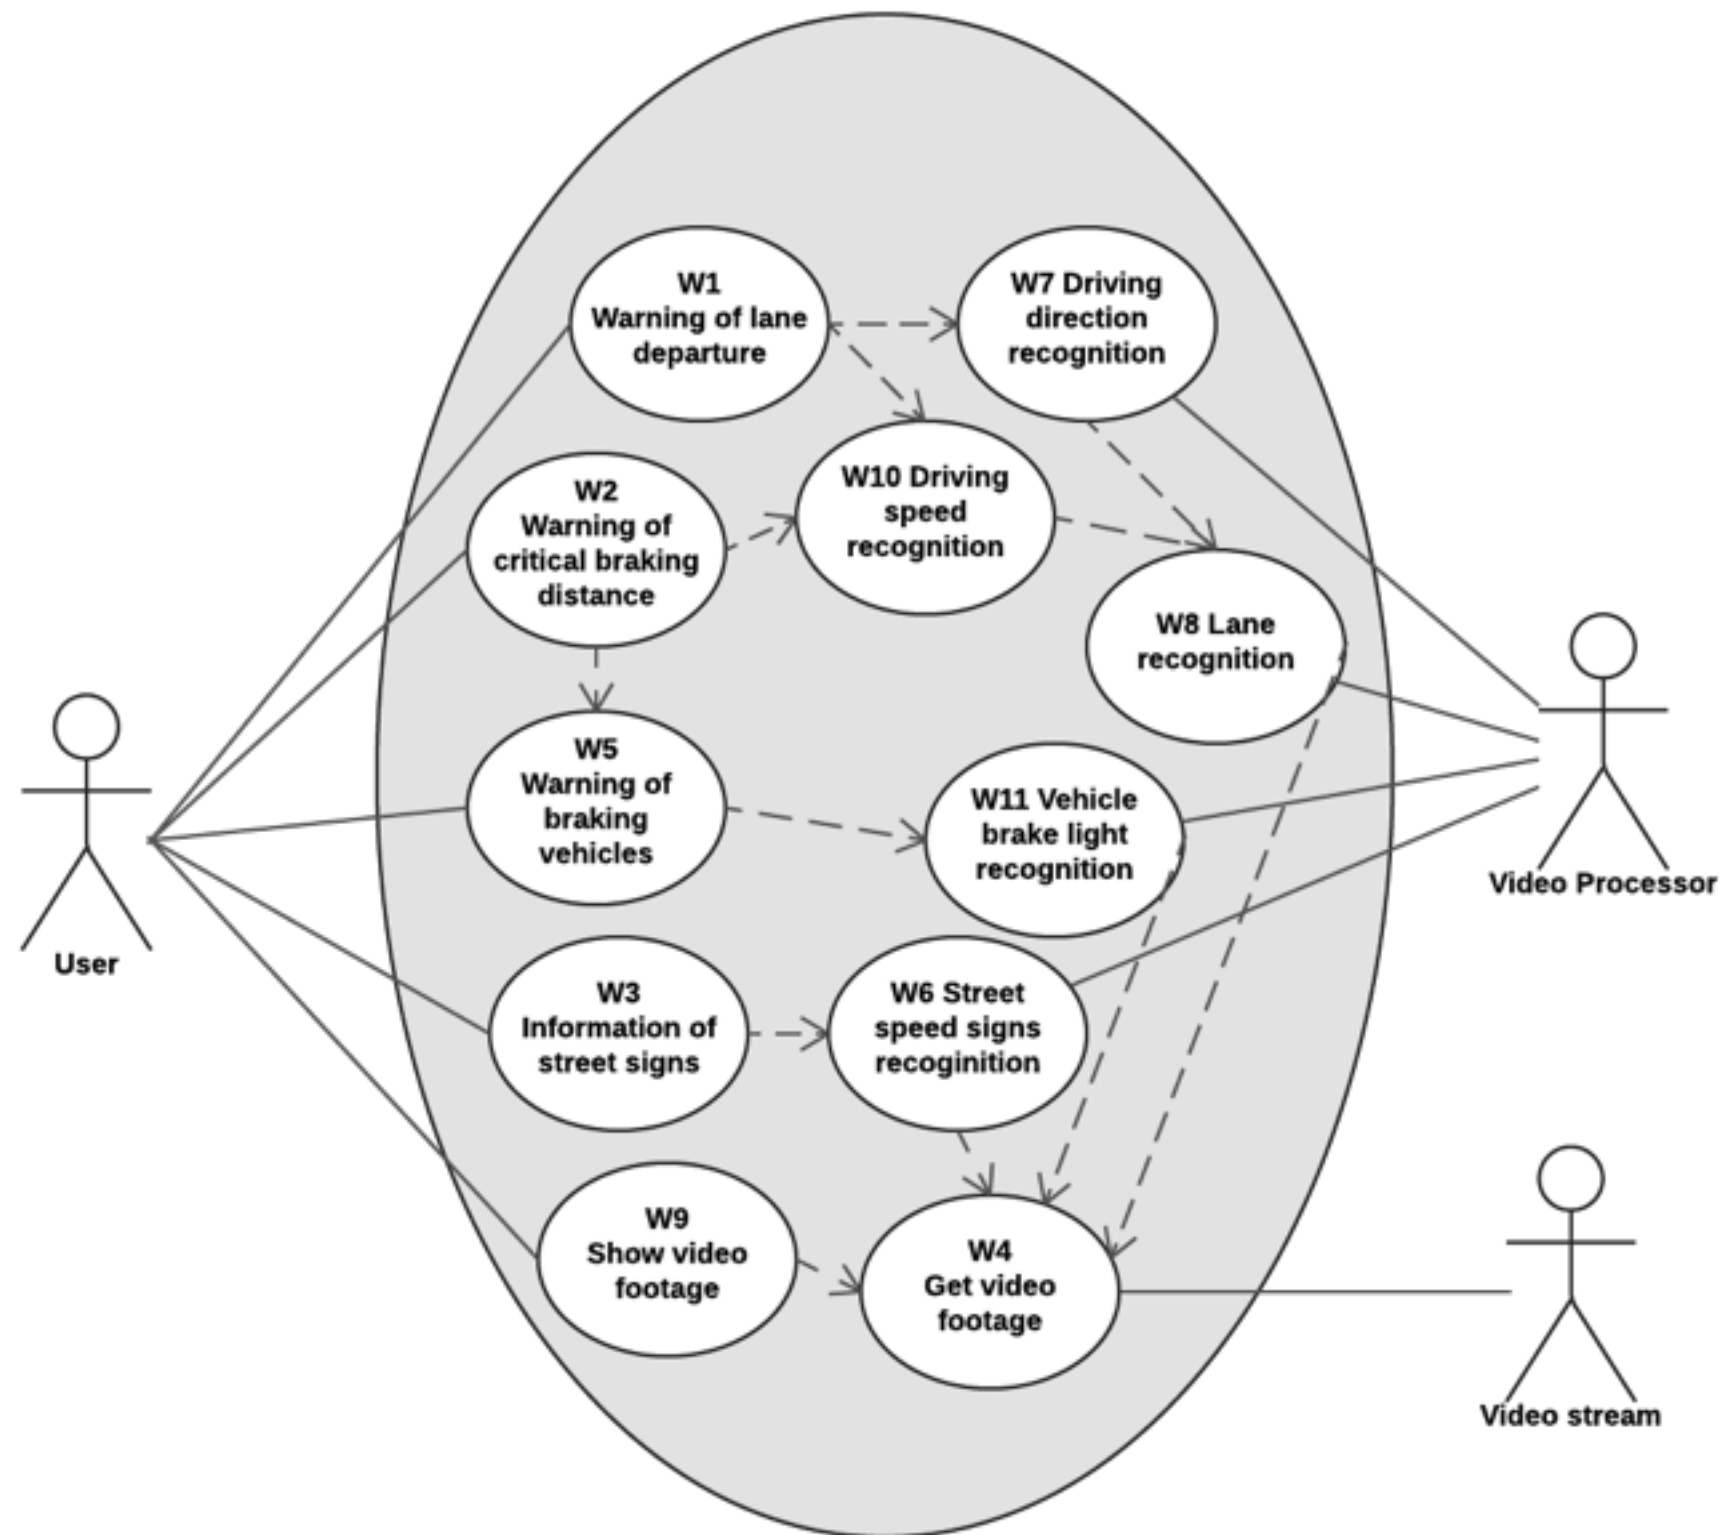 W1
Warning of lane
departure
W7 Driving
direction
recognition
W2
Warning of
critical braking
distance
W10 Driving
speed
recognition
W8 Lane
recognition
W5
Warning of
braking
vehicles
W11 Vehicle
brake light
recognition
Video Processor
User
W3
Information of
street signs
W6 Street
speed signs
recoginition
W9
Show video
footage
W4
Get video
footage
Video stream